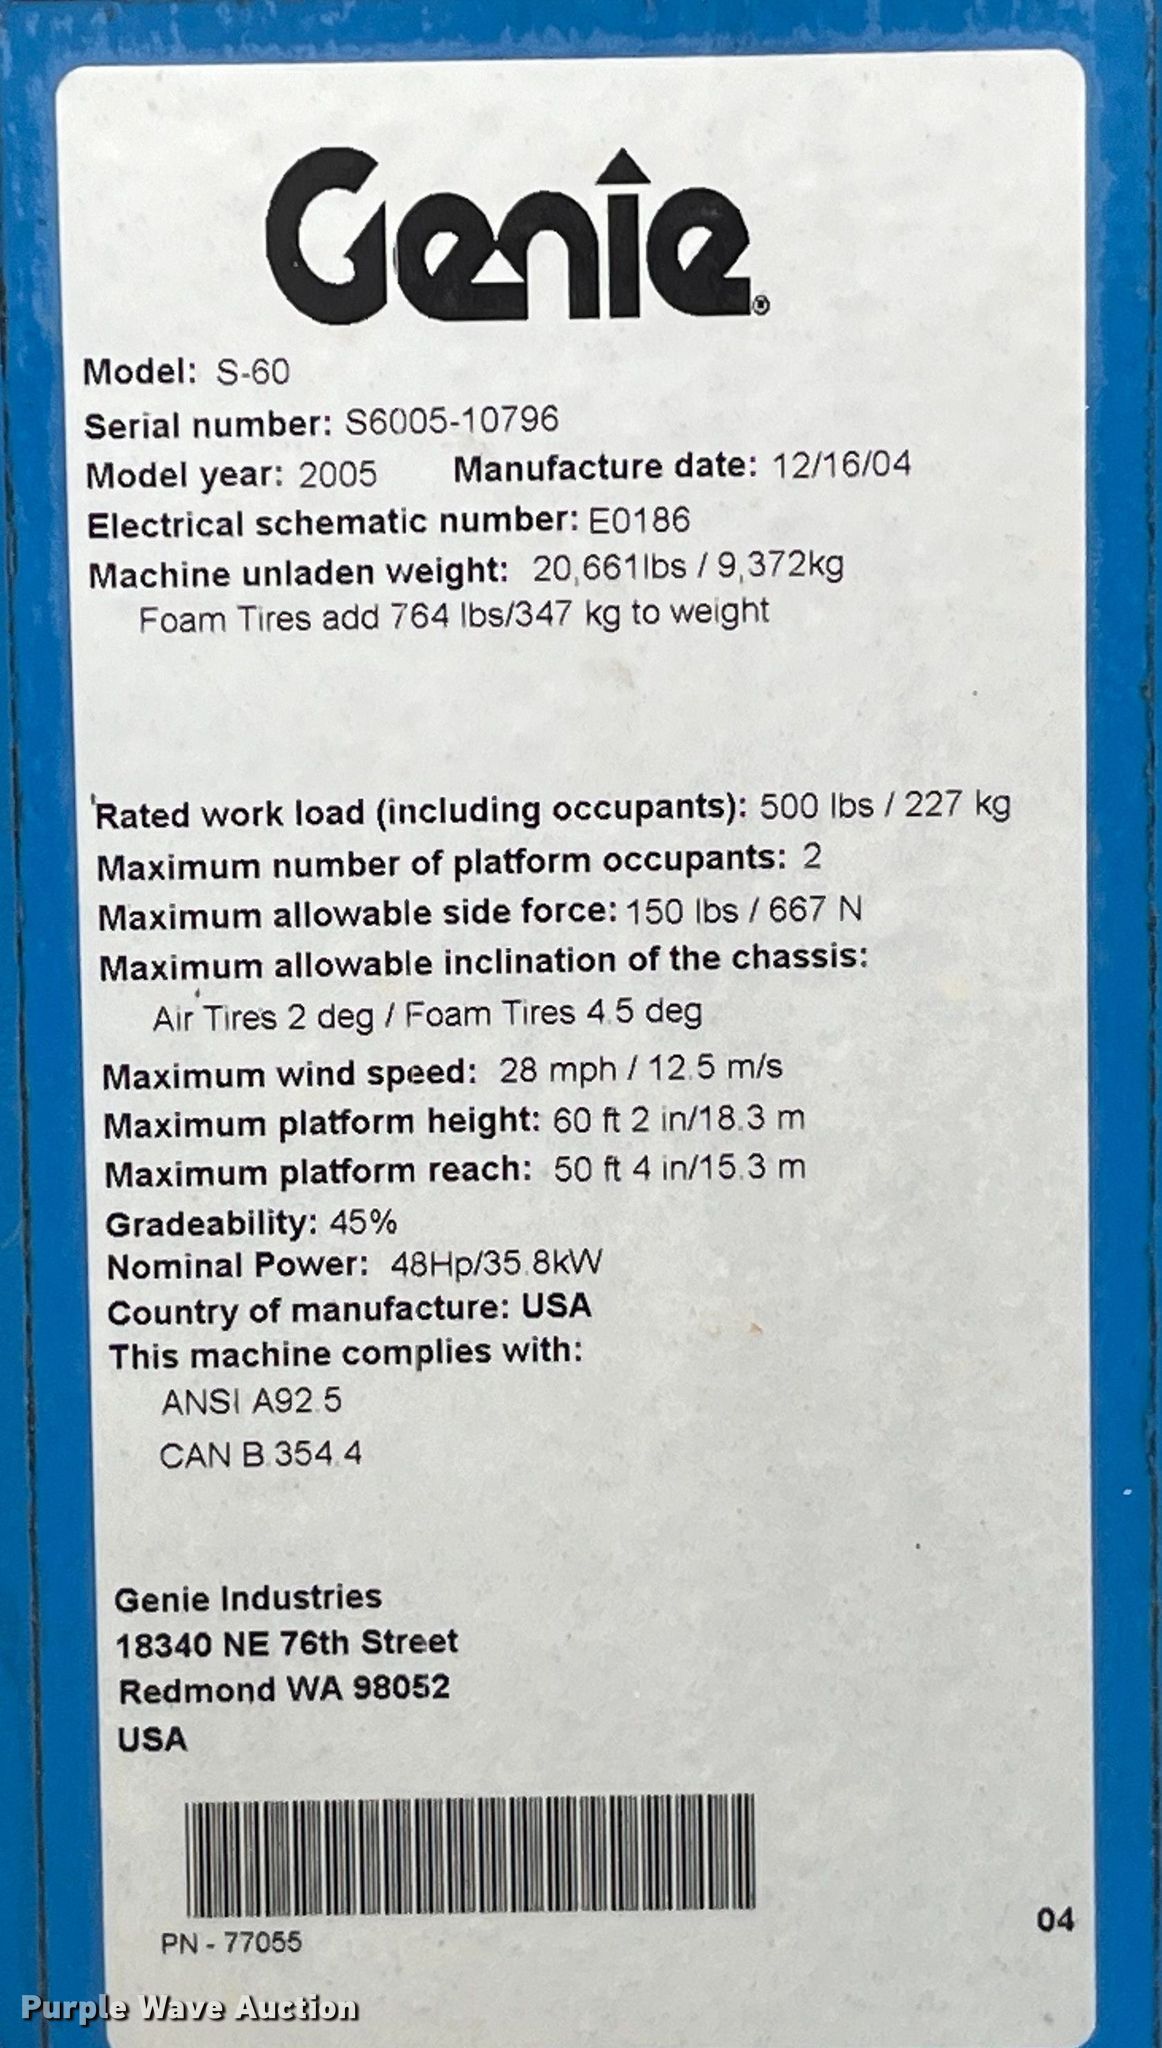 Genie®
Model: S-60
Serial number: S6005-10796
Model year: 2005 Manufacture date: 12/16/04
Electrical schematic number: E0186
Machine unladen weight: 20,661lbs / 9,372kg
Foam Tires add 764 lbs/347 kg to weight
Rated work load (including occupants): 500 lbs / 227 kg
Maximum number of platform occupants: 2
Maximum allowable side force: 150 lbs / 667 N
Maximum allowable inclination of the chassis:
Air Tires 2 deg / Foam Tires 4.5 deg
Maximum wind speed: 28 mph / 12.5 m/s
Maximum platform height: 60 ft 2 in/18.3 m
Maximum platform reach: 50 ft 4 in/15.3 m
Gradeability: 45%
Nominal Power: 48Hp/35.8kW
Country of manufacture: USA
This machine complies with:
ANSI A92.5
CAN B.354.4
Genie Industries
18340 NE 76th Street
Redmond WA 98052
USA
PN - 77055
04
Purple Wave Auction